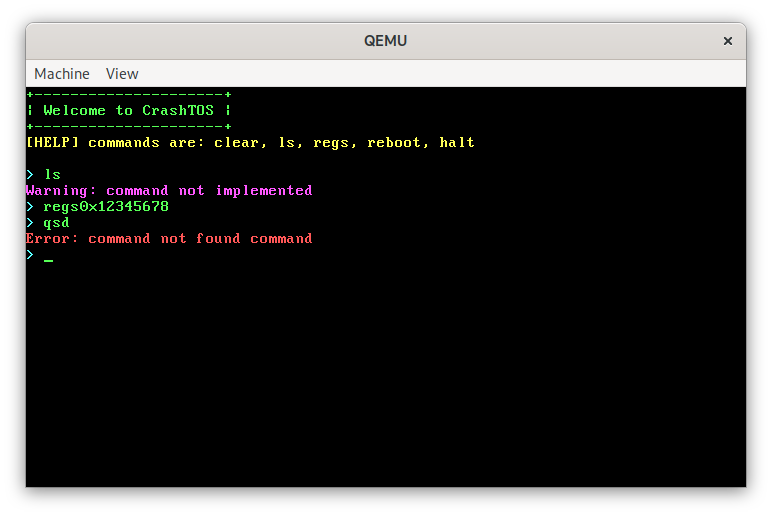 QEMU
Machine View
+---------------------+
| Welcome to CrashTOS |
+---------------------+
[HELP] commands are: clear, ls, regs, reboot, halt
> ls
Warning: command not implemented
> regs0x12345678
> qsd
Error: command not found command
> _